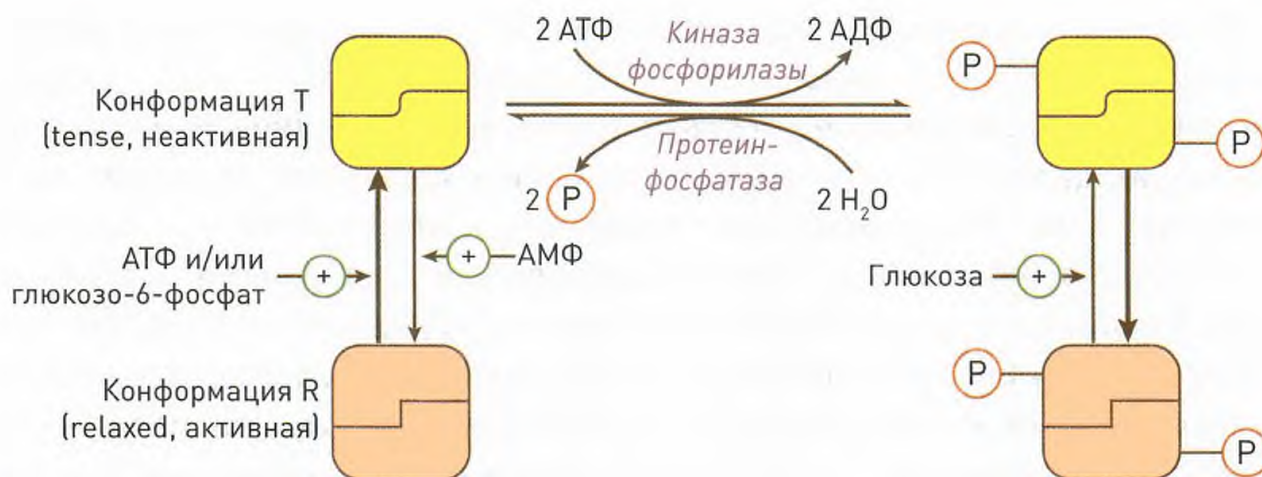 2 АТФ
Киназа
фосфорилазы
2 АДФ
P
Конформация Т
(tense, неактивная)
P
Протеин-
фосфатаза
2 P
2 H₂O
АТФ и/или
глюкозо-6-фосфат
+
+
АМФ
Глюкоза
+
Конформация R
(relaxed, активная)
P
P